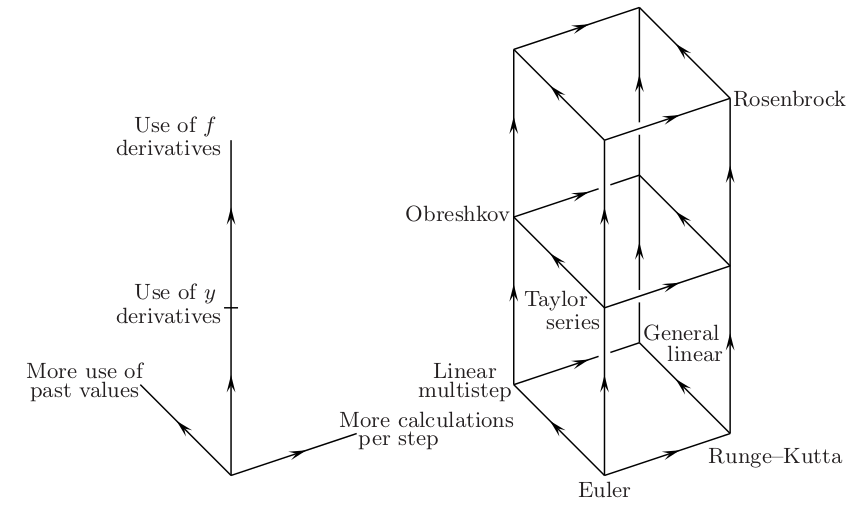 Use of f
derivatives
Use of y
derivatives
More use of
past values
More calculations
per step
Rosenbrock
Obreshkov
Taylor
series
General
linear
Linear
multistep
Runge–Kutta
Euler